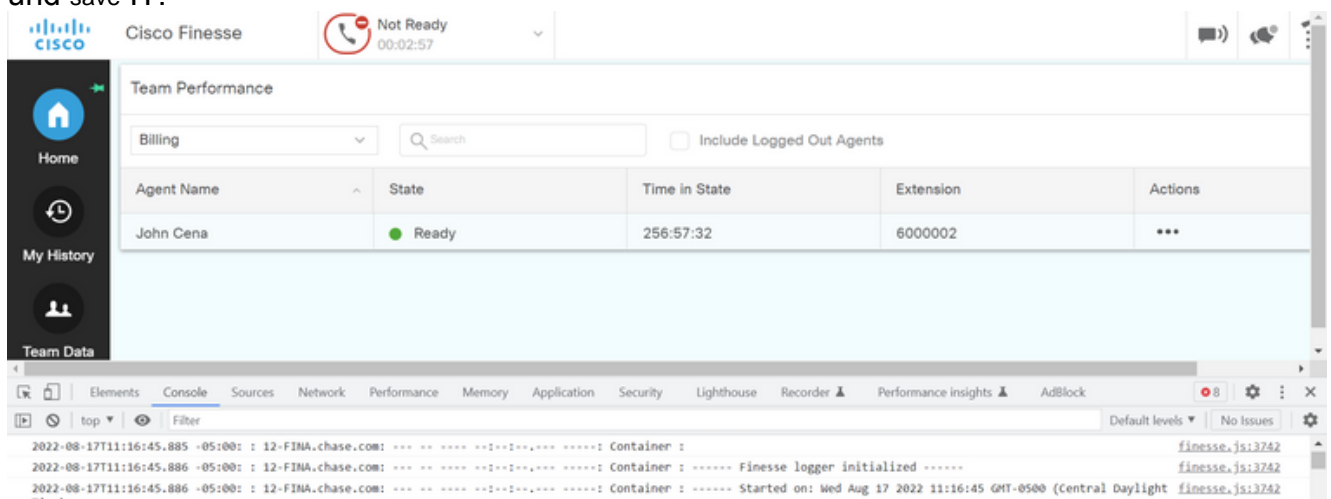 and save IT.
CISCO
Cisco Finesse
Not Ready
00:02:57
Team Performance
Billing
Search
Include Logged Out Agents
Home
Agent Name State Time in State Extension Actions
John Cena Ready 256:57:32 6000002 •••
My History
Team Data
Elements Console Sources Network Performance Memory Application Security Lighthouse Recorder Performance insights AdBlock 8
top Filter Default levels No Issues
2022-08-17T11:16:45.885 -05:00: : 12-FINA.chase.com: --- -- ---- --:--:--.--- -----: Container : finesse.js:3742
2022-08-17T11:16:45.886 -05:00: : 12-FINA.chase.com: --- -- ---- --:--:--.--- -----: Container : ------ Finesse logger initialized ------ finesse.js:3742
2022-08-17T11:16:45.886 -05:00: : 12-FINA.chase.com: --- -- ---- --:--:--.--- -----: Container : ------ Started on: Wed Aug 17 2022 11:16:45 GMT-0500 (Central Daylight finesse.js:3742